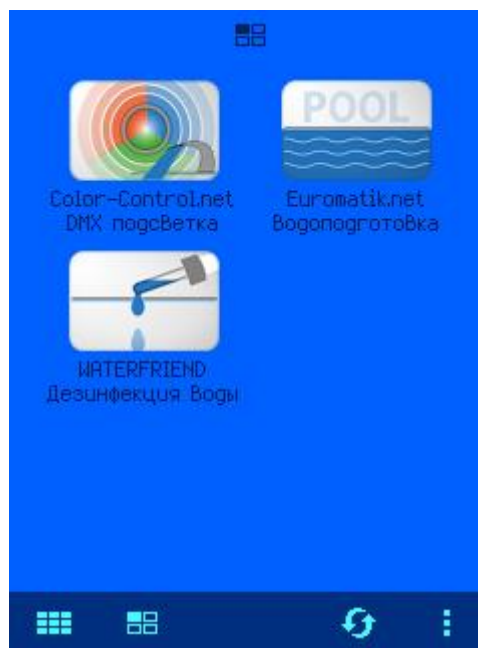 POOL
Color-Control.net
DMX подсветка
Euromatik.net
Водоподготовка
WATERFRIEND
Дезинфекция Воды